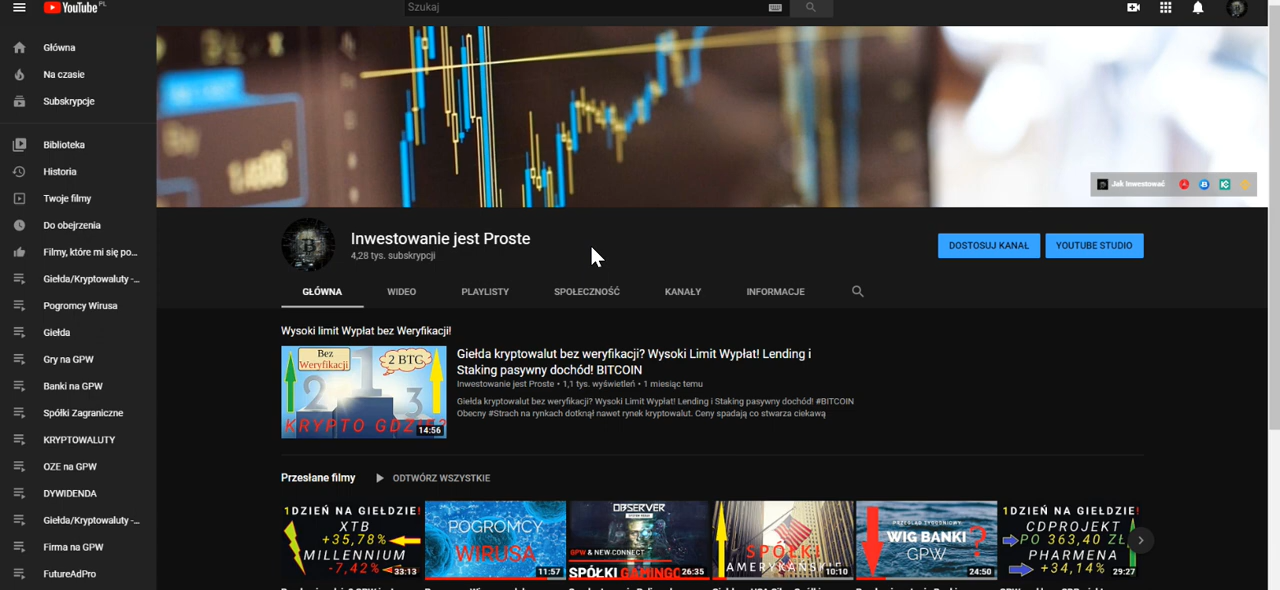 YouTube PL
Szukaj
Główna
Na czasie
Subskrypcje
Biblioteka
Historia
Twoje filmy
Do obejrzenia
Filmy, które mi się po...
Giełda/Kryptowaluty -...
Pogromcy Wirusa
Giełda
Gry na GPW
Banki na GPW
Spółki Zagraniczne
KRYPTOWALUTY
OZE na GPW
DYWIDENDA
Giełda/Kryptowaluty -...
Firma na GPW
FutureAdPro
Jak Inwestować
Inwestowanie jest Proste
4,28 tys. subskrypcji
DOSTOSUJ KANAŁ
YOUTUBE STUDIO
GŁÓWNA
WIDEO
PLAYLISTY
SPOŁECZNOŚĆ
KANAŁY
INFORMACJE
Wysoki limit Wypłat bez Weryfikacji!
Bez
Weryfikacji
2 BTC
2 1 3
KRYPTO GDZIE?
14:56
Giełda kryptowalut bez weryfikacji? Wysoki Limit Wypłat! Lending i
Staking pasywny dochód! BITCOIN
Inwestowanie jest Proste • 1,1 tys. wyświetleń • 1 miesiąc temu
Giełda kryptowalut bez weryfikacji? Wysoki Limit Wypłat! Lending i Staking pasywny dochód! #BITCOIN
Obecny #Strach na rynkach dotknął nawet rynek kryptowalut. Ceny spadają co stwarza ciekawą
Przesłane filmy
ODTWÓRZ WSZYSTKIE
1DZIEŃ NA GIEŁDZIE!
XTB
+35,78%
MILLENNIUM
-7,42%
33:13
POGROMCY
WIRUSA
11:57
OBSERVER
GPW & NEW CONNECT
SPÓŁKI GAMINGO
26:35
SPÓŁKI
AMERYKAŃSKIE
10:10
PRZEGLĄD TYGODNIOWY
WIG BANKI
GPW
?
24:50
1DZIEŃ NA GIEŁDZIE!
CDPROJEKT
PO 363,40 ZŁ
PHARMENA
+34,14%
29:27